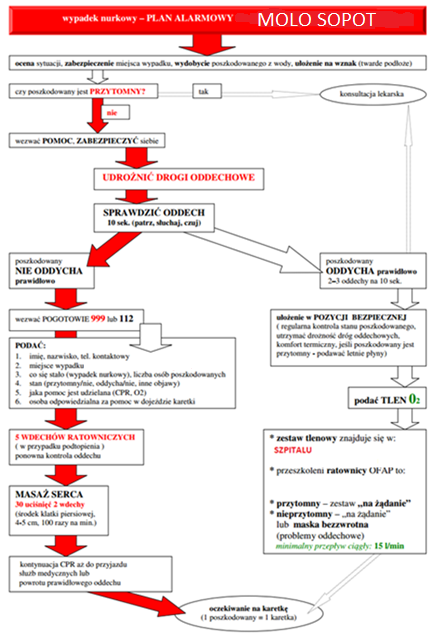 wypadek nurkowy – PLAN ALARMOWY MOLO SOPOT
ocena sytuacji, zabezpieczenie miejsca wypadku, wydobycie poszkodowanego z wody, ułożenie na wznak (twarde podłoże)
czy poszkodowany jest PRZYTOMNY?
tak
konsultacja lekarska
nie
wezwać POMOC, ZABEZPIECZYĆ siebie
UDROŻNIĆ DROGI ODDECHOWE
SPRAWDZIĆ ODDECH
10 sek. (patrz, słuchaj, czuj)
poszkodowany
NIE ODDYCHA
prawidłowo
poszkodowany
ODDYCHA prawidłowo
2-3 oddechy na 10 sek.
wezwać POGOTOWIE 999 lub 112
PODAĆ:
1. imię, nazwisko, tel. kontaktowy
2. miejsce wypadku
3. co się stało (wypadek nurkowy), liczba osób poszkodowanych
4. stan (przytomny/nie, oddycha/nie, inne objawy)
5. jaka pomoc jest udzielana (CPR, O2)
6. osoba odpowiedzialna za pomoc w dojeździe karetki
ułożenie w POZYCJI BEZPIECZNEJ
( regularna kontrola stanu poszkodowanego,
utrzymać drożność dróg oddechowych,
komfort termiczny, jeśli poszkodowany jest
przytomny - podawać letnie płyny)
podać TLEN 02
5 WDECHÓW RATOWNICZYCH
( w przypadku podtopienia )
ponowna kontrola oddechu
MASAŻ SERCA
30 uciśnięć 2 wdechy
(środek klatki piersiowej,
4-5 cm, 100 razy na min.)
* zestaw tlenowy znajduje się w:
SZPITALU
* przeszkoleni ratownicy OFAP to:
* przytomny – zestaw „na żądanie”
* nieprzytomny – „na żądanie”
lub maska bezzwrotna
(problemy oddechowe)
minimalny przepływ ciągły: 15 l/min
kontynuacja CPR aż do przyjazdu
służb medycznych lub
powrotu prawidłowego oddechu
oczekiwanie na karetkę
(1 poszkodowany = 1 karetka)